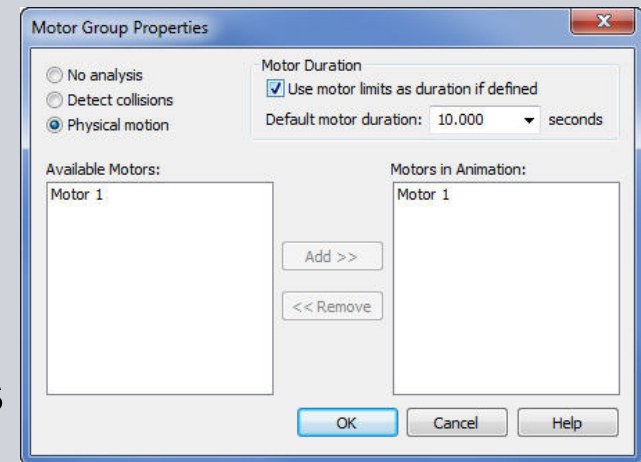 Motor Group Properties
No analysis
Detect collisions
Physical motion
Motor Duration
Use motor limits as duration if defined
Default motor duration: 10.000 seconds
Available Motors:
Motor 1
Motors in Animation:
Motor 1
Add >>
<< Remove
OK Cancel Help